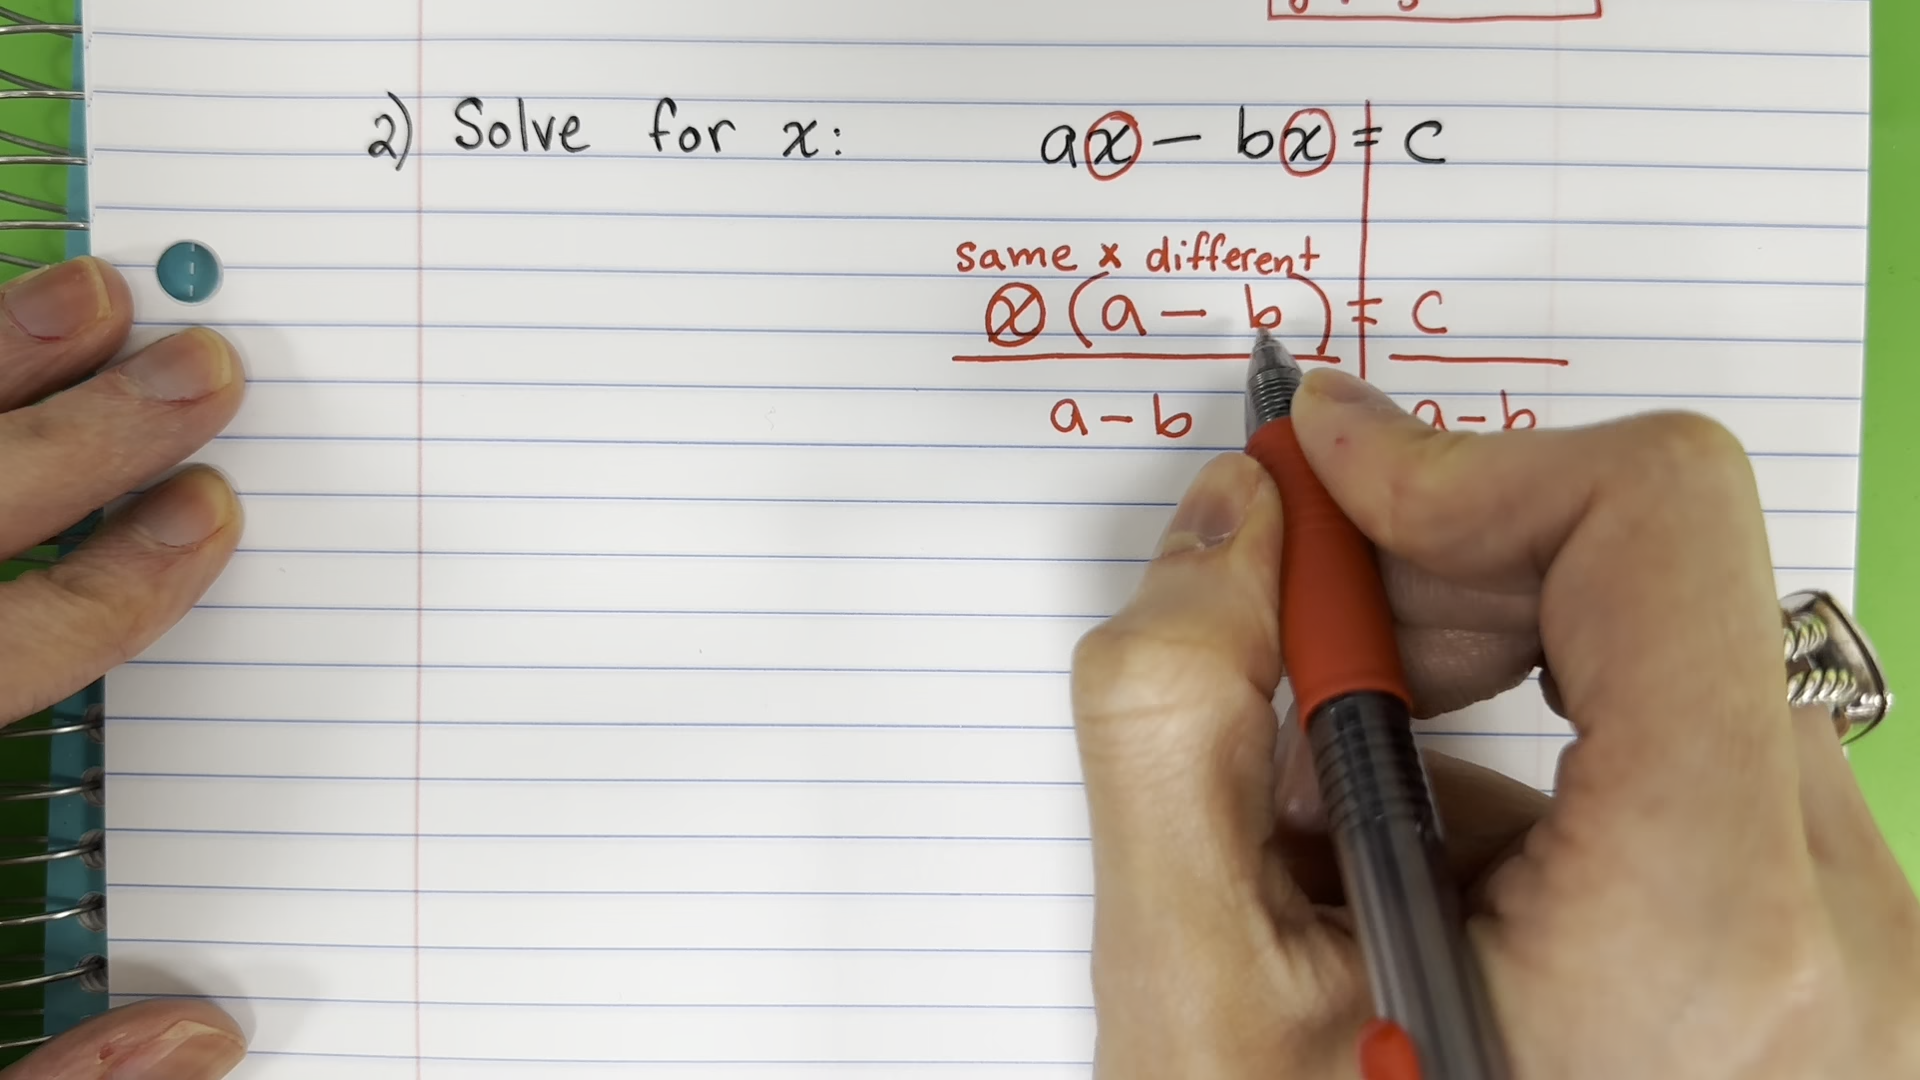 2) Solve for x: ax - bx = c
same x different
x (a - b) = c
a - b a - b